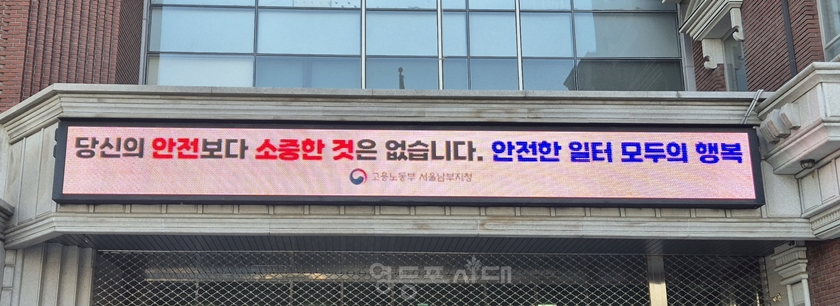 당신의 안전보다 소중한 것은 없습니다. 안전한 일터 모두의 행복
고용노동부 서울남부지청
영등포시대